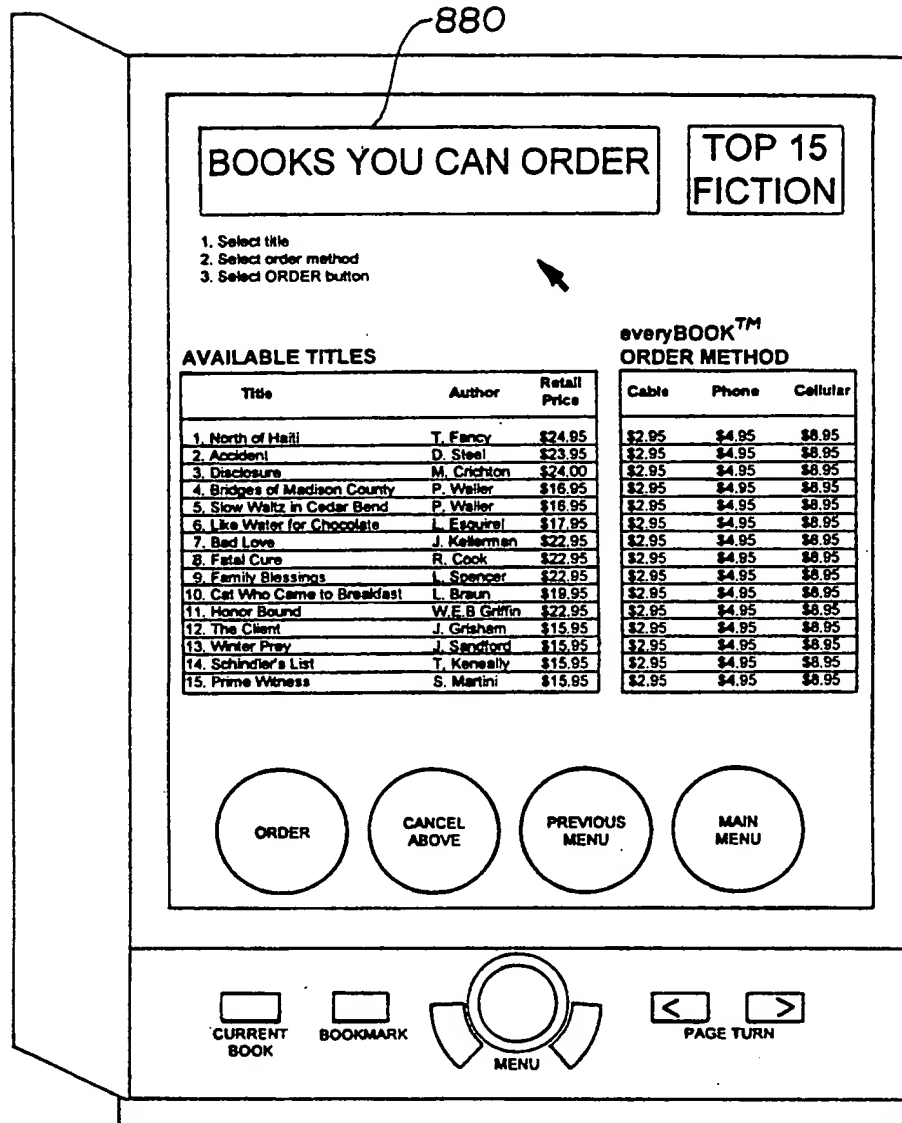 880
BOOKS YOU CAN ORDER
TOP 15
FICTION
1. Select title
2. Select order method
3. Select ORDER button
AVAILABLE TITLES
everyBOOK™
ORDER METHOD
Title Author Retail Price Cable Phone Cellular
1. North of Haiti T. Fancy $24.95 $2.95 $4.95 $8.95
2. Accident D. Steel $23.95 $2.95 $4.95 $8.95
3. Disclosure M. Crichton $24.00 $2.95 $4.95 $8.95
4. Bridges of Madison County P. Waller $16.95 $2.95 $4.95 $8.95
5. Slow Waltz in Cedar Bend P. Waller $16.95 $2.95 $4.95 $8.95
6. Like Water for Chocolate L. Esquirel $17.95 $2.95 $4.95 $8.95
7. Bad Love J. Kellerman $22.95 $2.95 $4.95 $8.95
8. Fatal Cure R. Cook $22.95 $2.95 $4.95 $8.95
9. Family Blessings L. Spencer $22.95 $2.95 $4.95 $8.95
10. Cat Who Came to Breakfast L. Braun $19.95 $2.95 $4.95 $8.95
11. Honor Bound W.E.B Griffin $22.95 $2.95 $4.95 $8.95
12. The Client J. Grisham $15.95 $2.95 $4.95 $8.95
13. Winter Prey J. Sandford $15.95 $2.95 $4.95 $8.95
14. Schindler's List T. Keneally $15.95 $2.95 $4.95 $8.95
15. Prime Witness S. Martini $15.95 $2.95 $4.95 $8.95
ORDER
CANCEL
ABOVE
PREVIOUS
MENU
MAIN
MENU
< >
CURRENT
BOOK
BOOKMARK
MENU
PAGE TURN